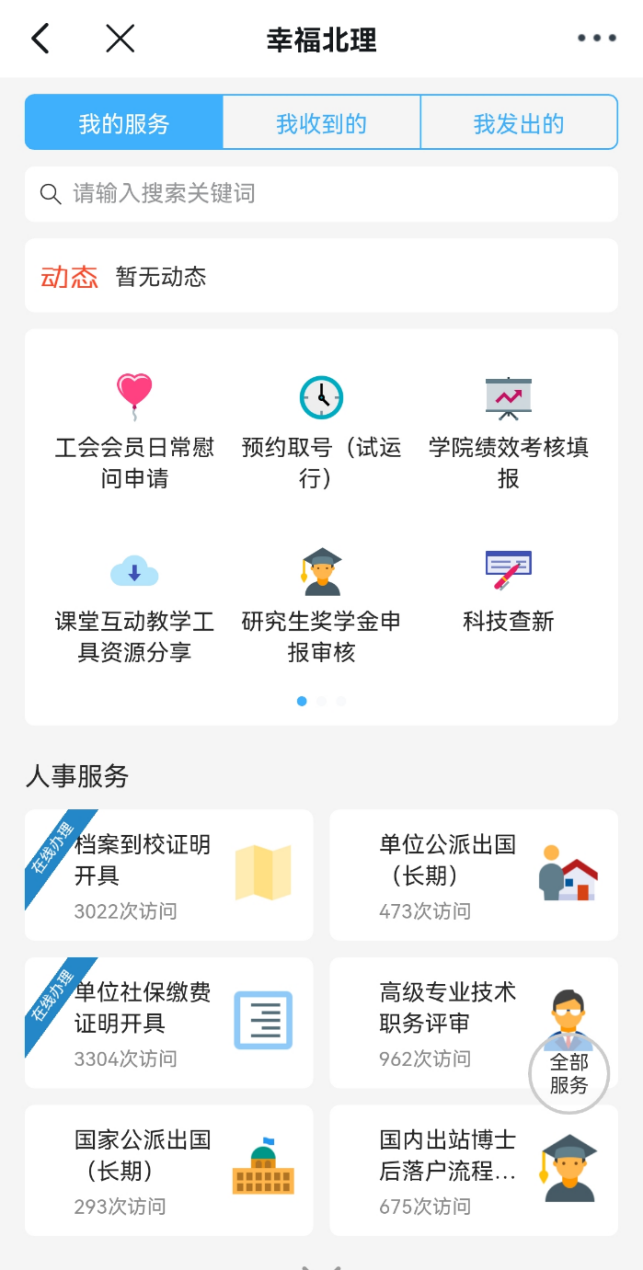 幸福北理
我的服务 我收到的 我发出的
请输入搜索关键词
动态 暂无动态
工会会员日常慰 预约取号（试运 学院绩效考核填
问申请 行） 报
课堂互动教学工 研究生奖学金申 科技查新
具资源分享 报审核
人事服务
在线办理
档案到校证明
开具
3022次访问
单位公派出国
（长期）
473次访问
在线办理
单位社保缴费
证明开具
3304次访问
高级专业技术
职务评审
962次访问
全部
服务
国家公派出国
（长期）
293次访问
国内出站博士
后落户流程...
675次访问